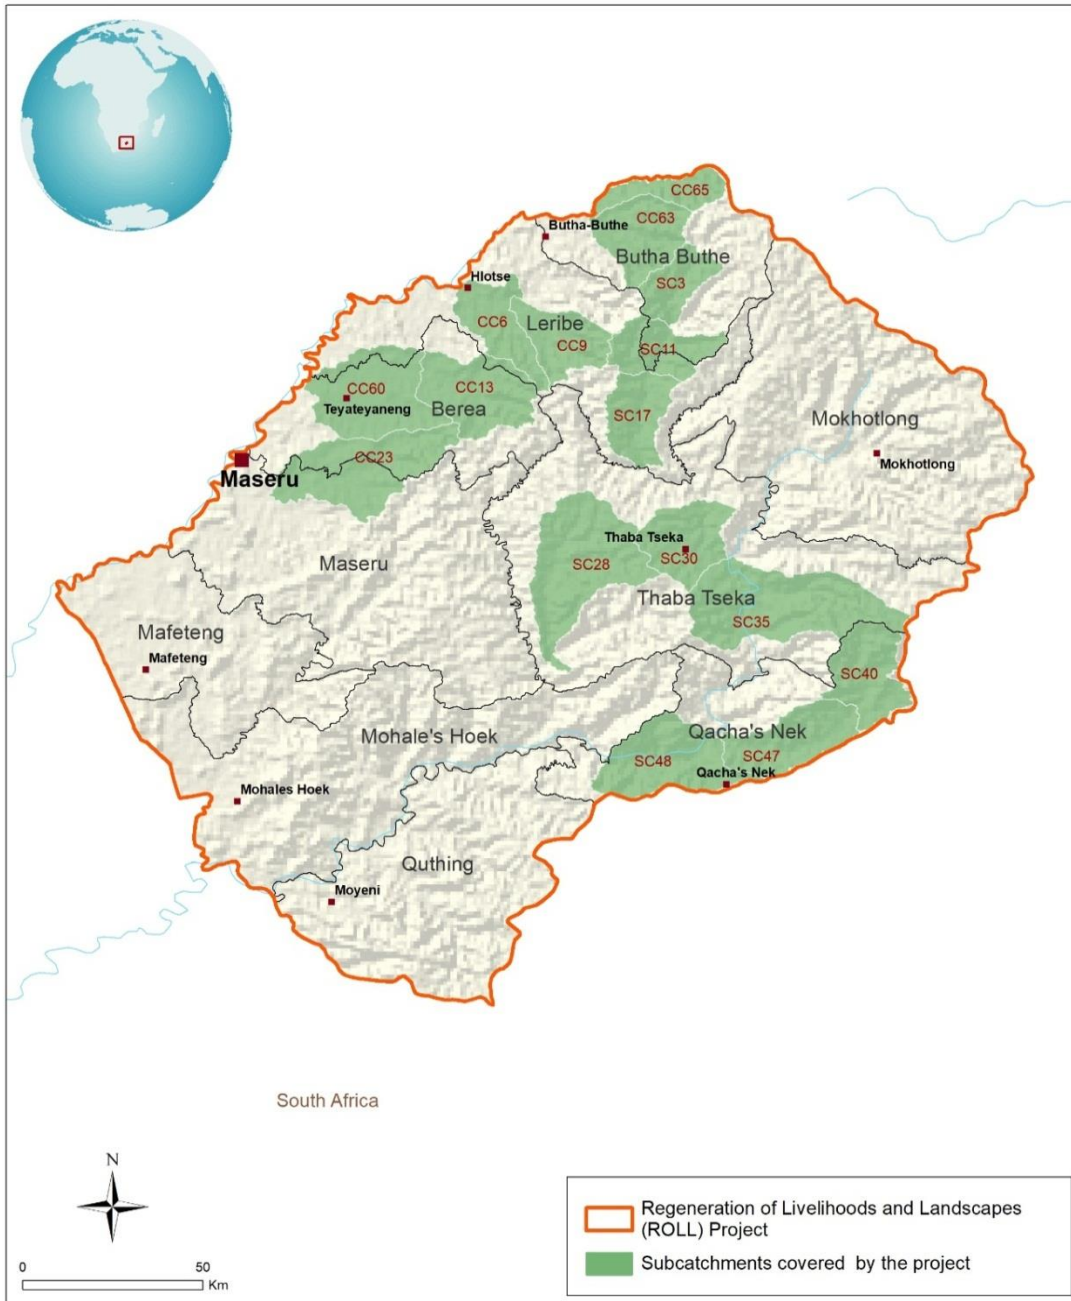 CC65
CC63
Butha-Buthe
Butha Buthe
Hlotse
SC3
CC6
Leribe
CC9
SC11
CC60
CC13
Teyateyaneng
Berea
SC17
Mokhotlong
CC23
Mokhotlong
Maseru
Thaba Tseka
SC30
Maseru
SC28
Thaba Tseka
SC35
Mafeteng
Mafeteng
SC40
Mohale's Hoek
Qacha's Nek
SC48
SC47
Qacha's Nek
Mohales Hoek
Quthing
Moyeni
South Africa
N
0 50
Km
Regeneration of Livelihoods and Landscapes
(ROLL) Project
Subcatchments covered by the project